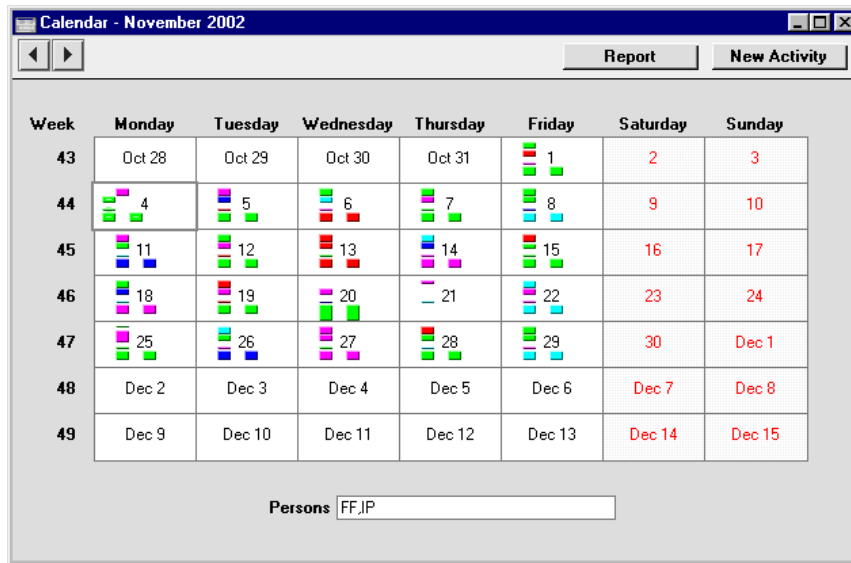 Calendar - November 2002
Report New Activity
Week Monday Tuesday Wednesday Thursday Friday Saturday Sunday
43 Oct 28 Oct 29 Oct 30 Oct 31 1 2 3
44 4 5 6 7 8 9 10
45 11 12 13 14 15 16 17
46 18 19 20 21 22 23 24
47 25 26 27 28 29 30 Dec 1
48 Dec 2 Dec 3 Dec 4 Dec 5 Dec 6 Dec 7 Dec 8
49 Dec 9 Dec 10 Dec 11 Dec 12 Dec 13 Dec 14 Dec 15
Persons FF,IP